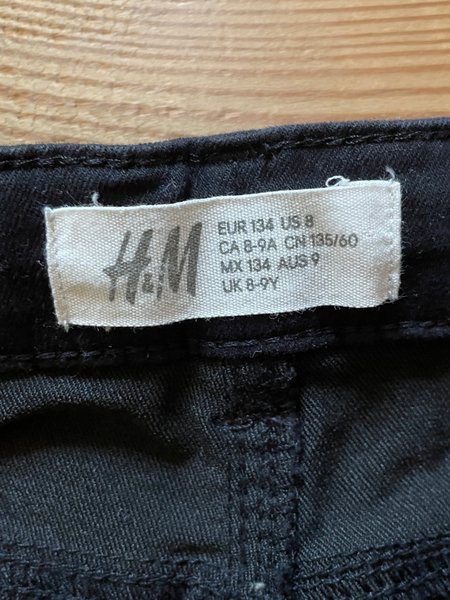 H&M
EUR 134 US 8
CA 8-9A CN 135/60
MX 134 AUS 9
UK 8-9Y